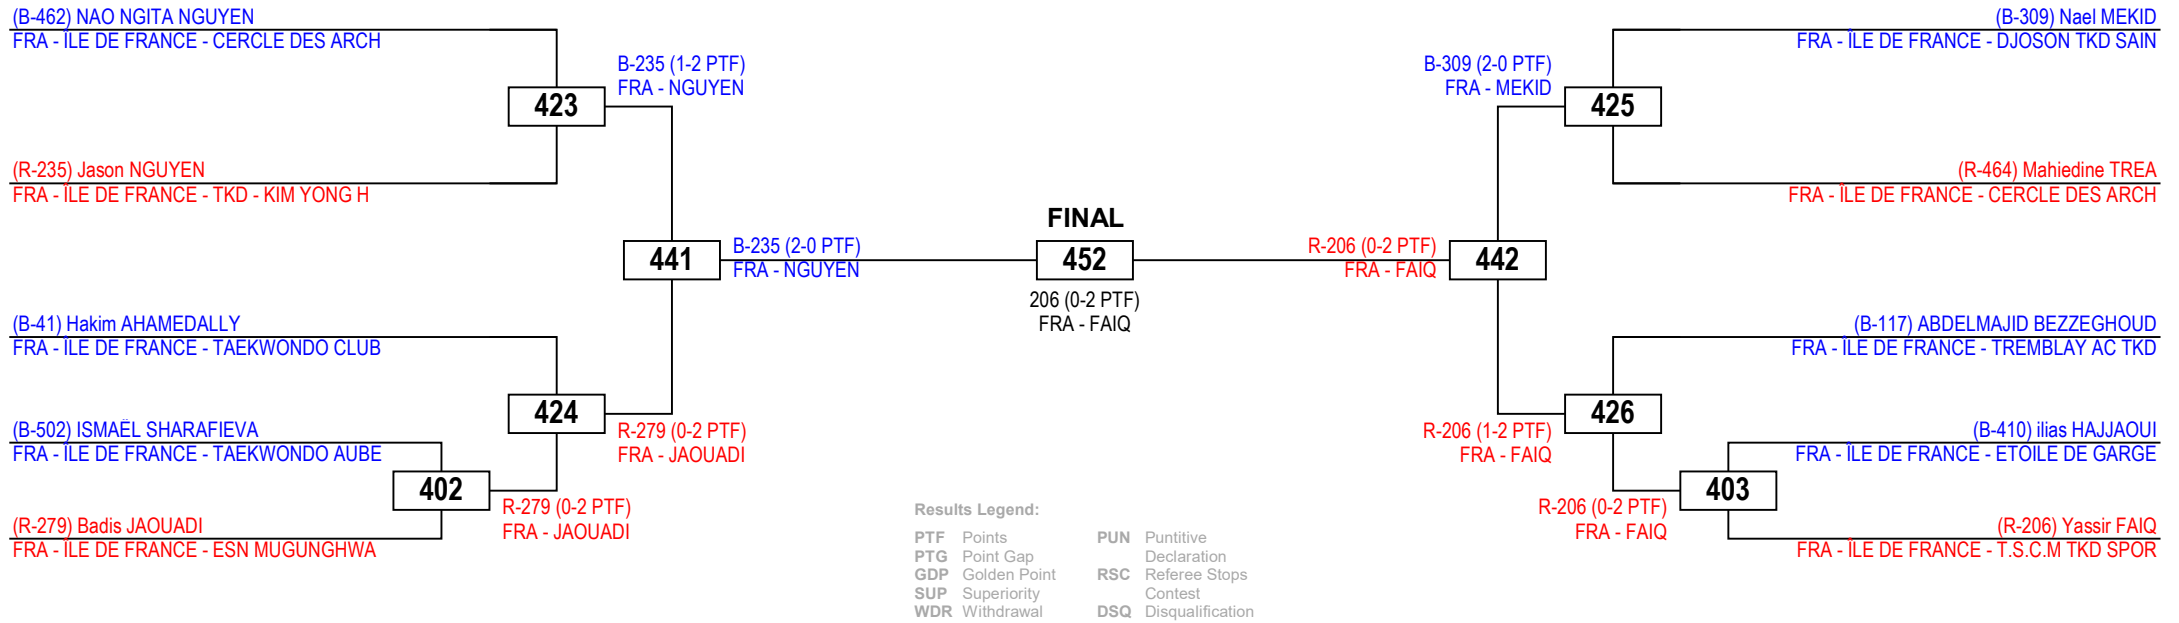 (B-462) NAO NGITA NGUYEN
FRA - ÎLE DE FRANCE - CERCLE DES ARCH
B-235 (1-2 PTF)
FRA - NGUYEN
423
(R-235) Jason NGUYEN
FRA - ÎLE DE FRANCE - TKD - KIM YONG H
441
B-235 (2-0 PTF)
FRA - NGUYEN
(B-41) Hakim AHAMEDALLY
FRA - ÎLE DE FRANCE - TAEKWONDO CLUB
424
R-279 (0-2 PTF)
FRA - JAOUADI
(B-502) ISMAËL SHARAFIEVA
FRA - ÎLE DE FRANCE - TAEKWONDO AUBE
402
R-279 (0-2 PTF)
FRA - JAOUADI
(R-279) Badis JAOUADI
FRA - ÎLE DE FRANCE - ESN MUGUNGHWA
FINAL
452
206 (0-2 PTF)
FRA - FAIQ
(B-309) Nael MEKID
FRA - ÎLE DE FRANCE - DJOSON TKD SAIN
B-309 (2-0 PTF)
FRA - MEKID
425
(R-464) Mahiedine TREA
FRA - ÎLE DE FRANCE - CERCLE DES ARCH
R-206 (0-2 PTF)
FRA - FAIQ
442
(B-117) ABDELMAJID BEZZEGHOUD
FRA - ÎLE DE FRANCE - TREMBLAY AC TKD
426
R-206 (1-2 PTF)
FRA - FAIQ
(B-410) ilias HAJJAOUI
FRA - ÎLE DE FRANCE - ETOILE DE GARGE
403
R-206 (0-2 PTF)
FRA - FAIQ
(R-206) Yassir FAIQ
FRA - ÎLE DE FRANCE - T.S.C.M TKD SPOR
Results Legend:
PTF Points
PTG Point Gap
GDP Golden Point
SUP Superiority
WDR Withdrawal
PUN Puntitive
Declaration
RSC Referee Stops
Contest
DSQ Disqualification